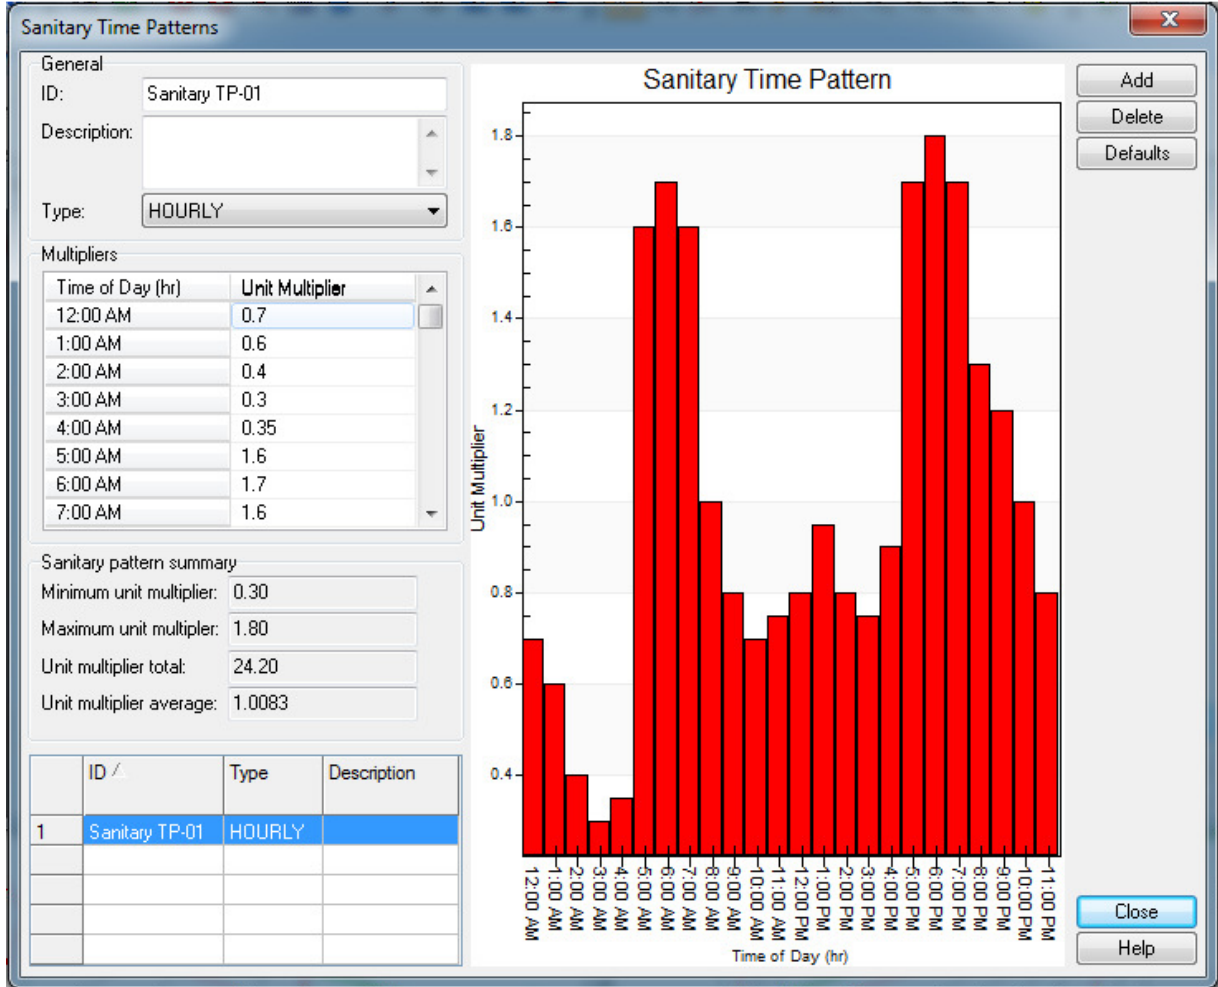 Sanitary Time Patterns
X
General
ID:
Sanitary TP-01
Description:
Type:
HOURLY
Multipliers
Time of Day (hr) Unit Multiplier
12:00 AM 0.7
1:00 AM 0.6
2:00 AM 0.4
3:00 AM 0.3
4:00 AM 0.35
5:00 AM 1.6
6:00 AM 1.7
7:00 AM 1.6
Sanitary pattern summary
Minimum unit multiplier: 0.30
Maximum unit multipler: 1.80
Unit multiplier total: 24.20
Unit multiplier average: 1.0083
ID Type Description
1 Sanitary TP-01 HOURLY
Sanitary Time Pattern
Unit Multiplier
1.8
1.6
1.4
1.2
1.0
0.8
0.6
0.4
12:00 AM
1:00 AM
2:00 AM
3:00 AM
4:00 AM
5:00 AM
6:00 AM
7:00 AM
8:00 AM
9:00 AM
10:00 AM
11:00 AM
12:00 PM
1:00 PM
2:00 PM
3:00 PM
4:00 PM
5:00 PM
6:00 PM
7:00 PM
8:00 PM
9:00 PM
10:00 PM
11:00 PM
Time of Day (hr)
Add
Delete
Defaults
Close
Help